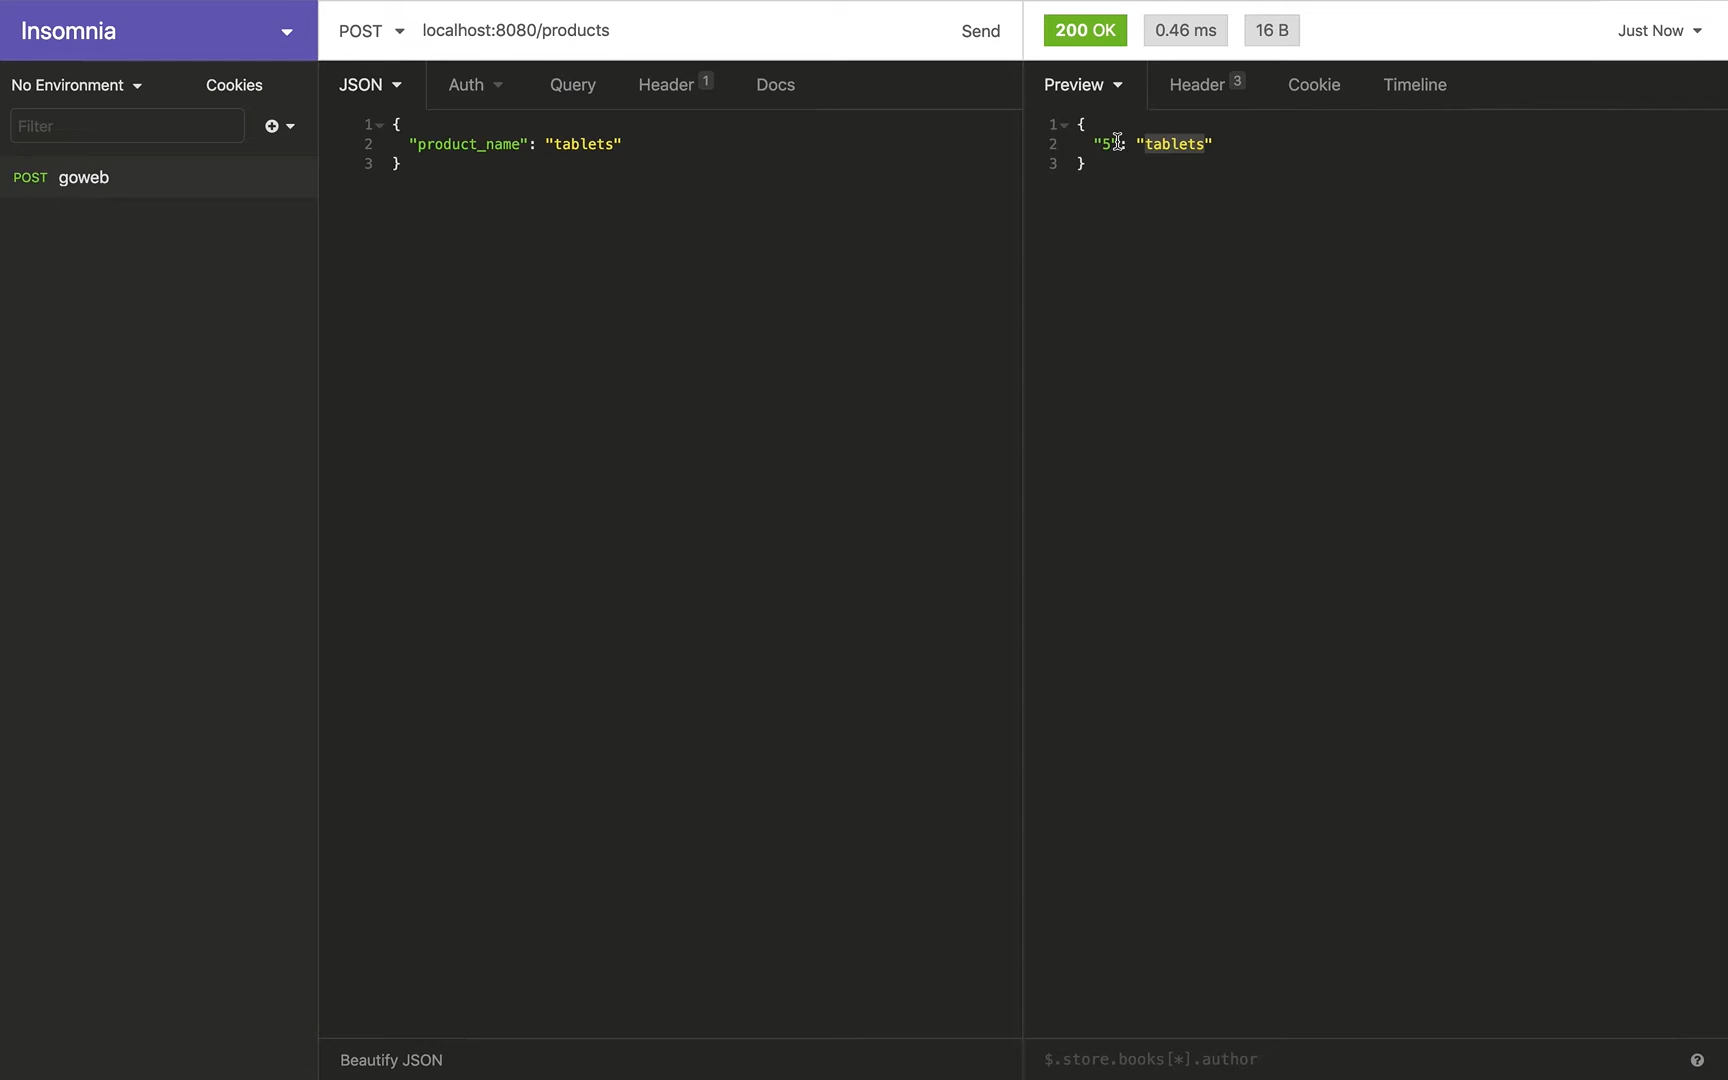 Insomnia
POST localhost:8080/products Send
200 OK 0.46 ms 16 B Just Now
No Environment Cookies
JSON Auth Query Header 1 Docs
Preview Header 3 Cookie Timeline
Filter
POST goweb
1 {
2 "product_name": "tablets"
3 }
1 {
2 "5": "tablets"
3 }
Beautify JSON
$.store.books[*].author